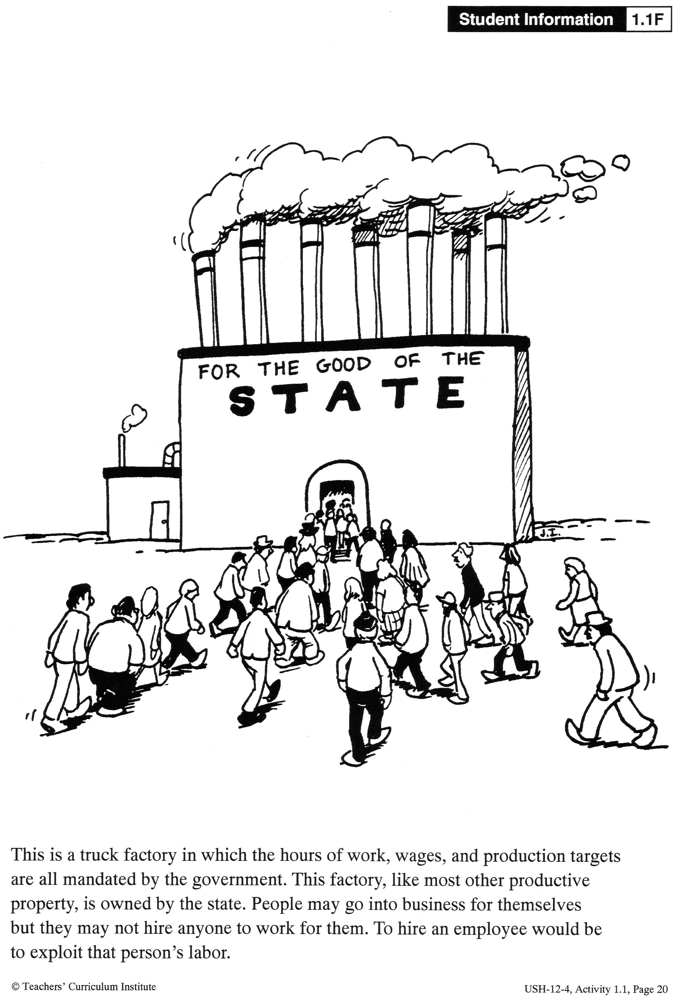 Student Information 1.1F
FOR THE GOOD OF THE
STATE
J.I.
This is a truck factory in which the hours of work, wages, and production targets
are all mandated by the government. This factory, like most other productive
property, is owned by the state. People may go into business for themselves
but they may not hire anyone to work for them. To hire an employee would be
to exploit that person’s labor.
© Teachers’ Curriculum Institute
USH-12-4, Activity 1.1, Page 20